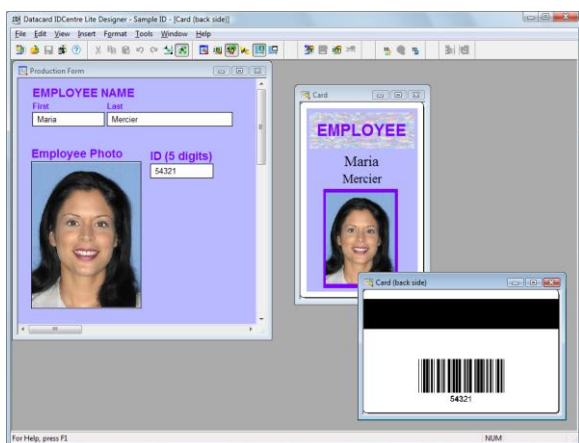 Datacard IDCentre Lite Designer - Sample ID - [Card (back side)]
File Edit View Insert Format Tools Window Help
Production Form
EMPLOYEE NAME
First Last
Maria Mercier
Employee Photo ID (5 digits)
54321
Card
EMPLOYEE
Maria
Mercier
Card (back side)
54321
For Help, press F1 NUM